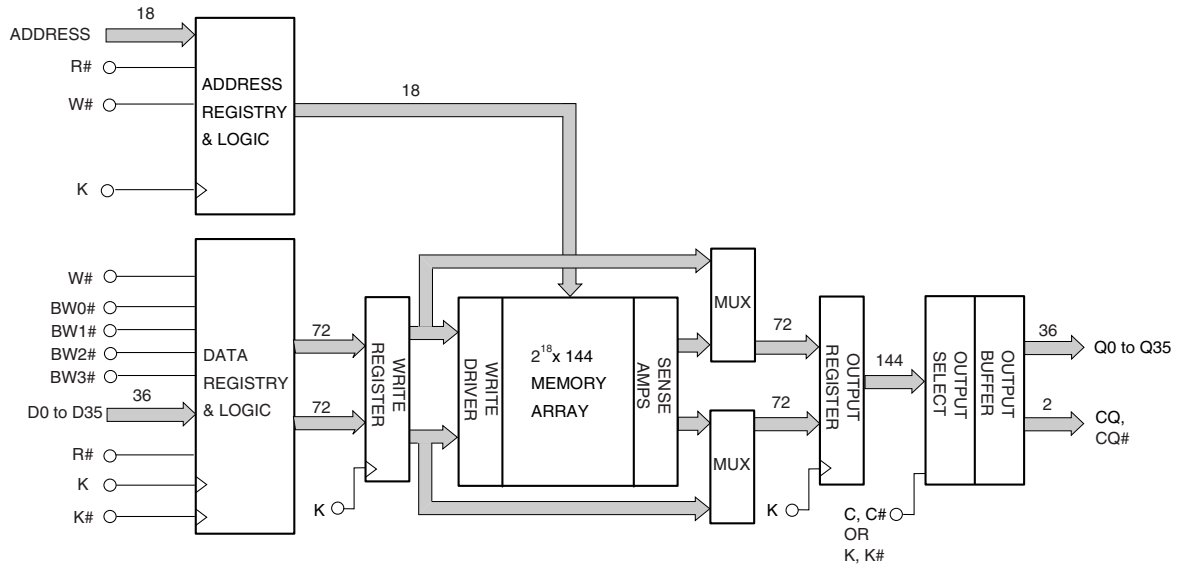 18
ADDRESS
R#
W#
K
ADDRESS
REGISTRY
& LOGIC
18
W#
BW0#
BW1#
BW2#
BW3#
36
D0 to D35
R#
K
K#
DATA
REGISTRY
& LOGIC
72
72
WRITE
REGISTER
K
WRITE
DRIVER
2¹⁸x 144
MEMORY
ARRAY
SENSE
AMPS
MUX
MUX
72
72
K
OUTPUT
REGISTER
144
OUTPUT
SELECT
OUTPUT
BUFFER
C, C#
OR
K, K#
36
Q0 to Q35
2
CQ,
CQ#